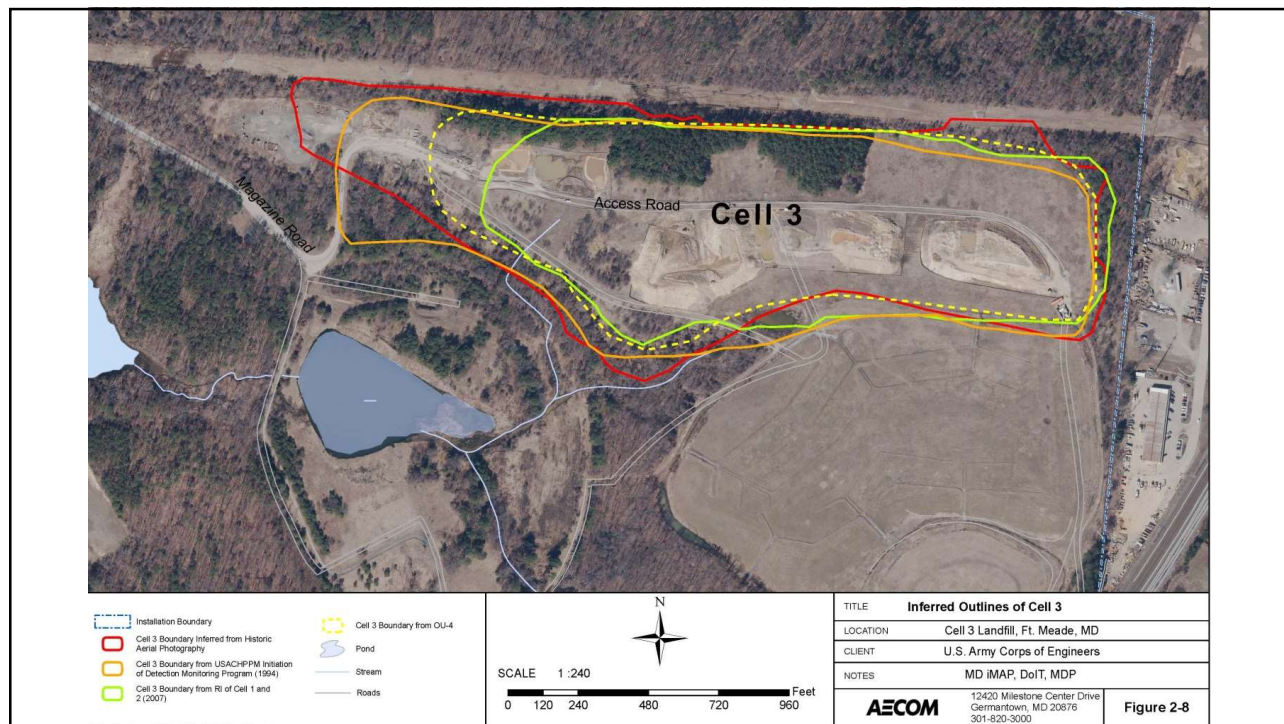 Magazine Road
Access Road
Cell 3
Installation Boundary
Cell 3 Boundary Inferred from Historic
Aerial Photography
Cell 3 Boundary from USACHPPM Initiation
of Detection Monitoring Program (1994)
Cell 3 Boundary from RI of Cell 1 and
2 (2007)
Cell 3 Boundary from OU-4
Pond
Stream
Roads
N
SCALE 1 :240
Feet
0 120 240 480 720 960
TITLE Inferred Outlines of Cell 3
LOCATION Cell 3 Landfill, Ft. Meade, MD
CLIENT U.S. Army Corps of Engineers
NOTES MD iMAP, DoIT, MDP
AECOM
12420 Milestone Center Drive
Germantown, MD 20876
301-820-3000
Figure 2-8